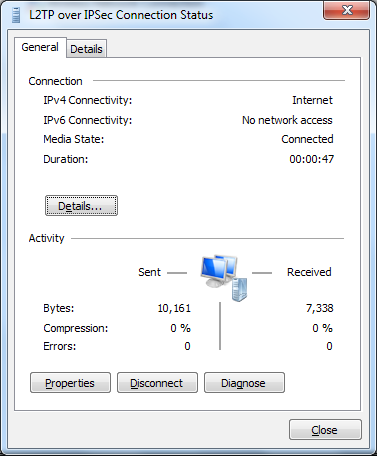 L2TP over IPSec Connection Status
General Details
Connection
IPv4 Connectivity: Internet
IPv6 Connectivity: No network access
Media State: Connected
Duration: 00:00:47
Details...
Activity
Sent Received
Bytes: 10,161 7,338
Compression: 0 % 0 %
Errors: 0 0
Properties Disconnect Diagnose
Close